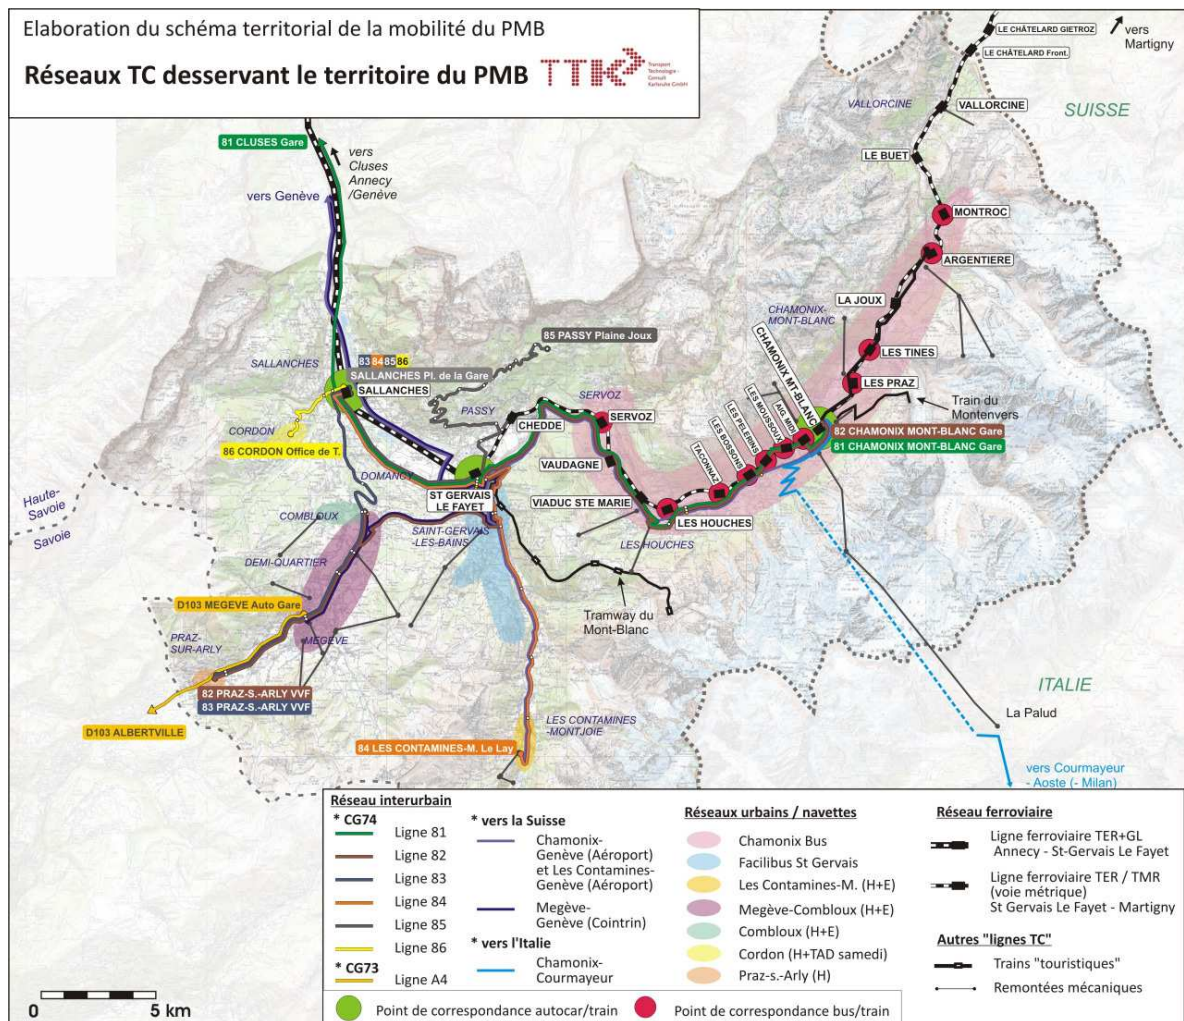 Elaboration du schéma territorial de la mobilité du PMB
Réseaux TC desservant le territoire du PMB
TTK
Transport
Technologie-
Consult
Karlsruhe GmbH
LE CHÂTELARD GIETROZ
LE CHÂTELARD Front.
vers
Martigny
SUISSE
VALLORCINE
VALLORCINE
LE BUET
MONTROC
ARGENTIERE
LA JOUX
CHAMONIX-
MONT-BLANC
CHAMONIX MT-BLANC
LES TINES
LES PRAZ
Train du
Montenvers
82 CHAMONIX MONT-BLANC Gare
81 CHAMONIX MONT-BLANC Gare
81 CLUSES Gare
vers
Cluses
Annecy
/Genève
vers Genève
SALLANCHES
83 84 85 86
SALLANCHES Pl. de la Gare
SALLANCHES
85 PASSY Plaine Joux
PASSY
CHEDDE
SERVOZ
SERVOZ
CORDON
86 CORDON Office de T.
DOMANCY
ST GERVAIS
LE FAYET
VAUDAGNE
VIADUC STE MARIE
TACONNAZ
LES BOSSONS
LES PELERINS
LES MOUSSOUX
AIG. MIDI
LES HOUCHES
LES HOUCHES
Haute-
Savoie
Savoie
COMBLOUX
SAINT-GERVAIS
-LES-BAINS
DEMI-QUARTIER
D103 MEGEVE Auto Gare
MEGEVE
PRAZ-
SUR-ARLY
82 PRAZ-S.-ARLY VVF
83 PRAZ-S.-ARLY VVF
D103 ALBERTVILLE
Tramway du
Mont-Blanc
LES CONTAMINES
-MONTJOIE
84 LES CONTAMINES-M. Le Lay
ITALIE
La Palud
vers Courmayeur
- Aoste (- Milan)
Réseau interurbain
* CG74
Ligne 81
Ligne 82
Ligne 83
Ligne 84
Ligne 85
Ligne 86
* CG73
Ligne A4
* vers la Suisse
Chamonix-
Genève (Aéroport)
et Les Contamines-
Genève (Aéroport)
Megève-
Genève (Cointrin)
* vers l'Italie
Chamonix-
Courmayeur
Réseaux urbains / navettes
Chamonix Bus
Facilibus St Gervais
Les Contamines-M. (H+E)
Megève-Combloux (H+E)
Combloux (H+E)
Cordon (H+TAD samedi)
Praz-s.-Arly (H)
Réseau ferroviaire
Ligne ferroviaire TER+GL
Annecy - St-Gervais Le Fayet
Ligne ferroviaire TER / TMR
(voie métrique)
St Gervais Le Fayet - Martigny
Autres "lignes TC"
Trains "touristiques"
Remontées mécaniques
Point de correspondance autocar/train
Point de correspondance bus/train
0 5 km